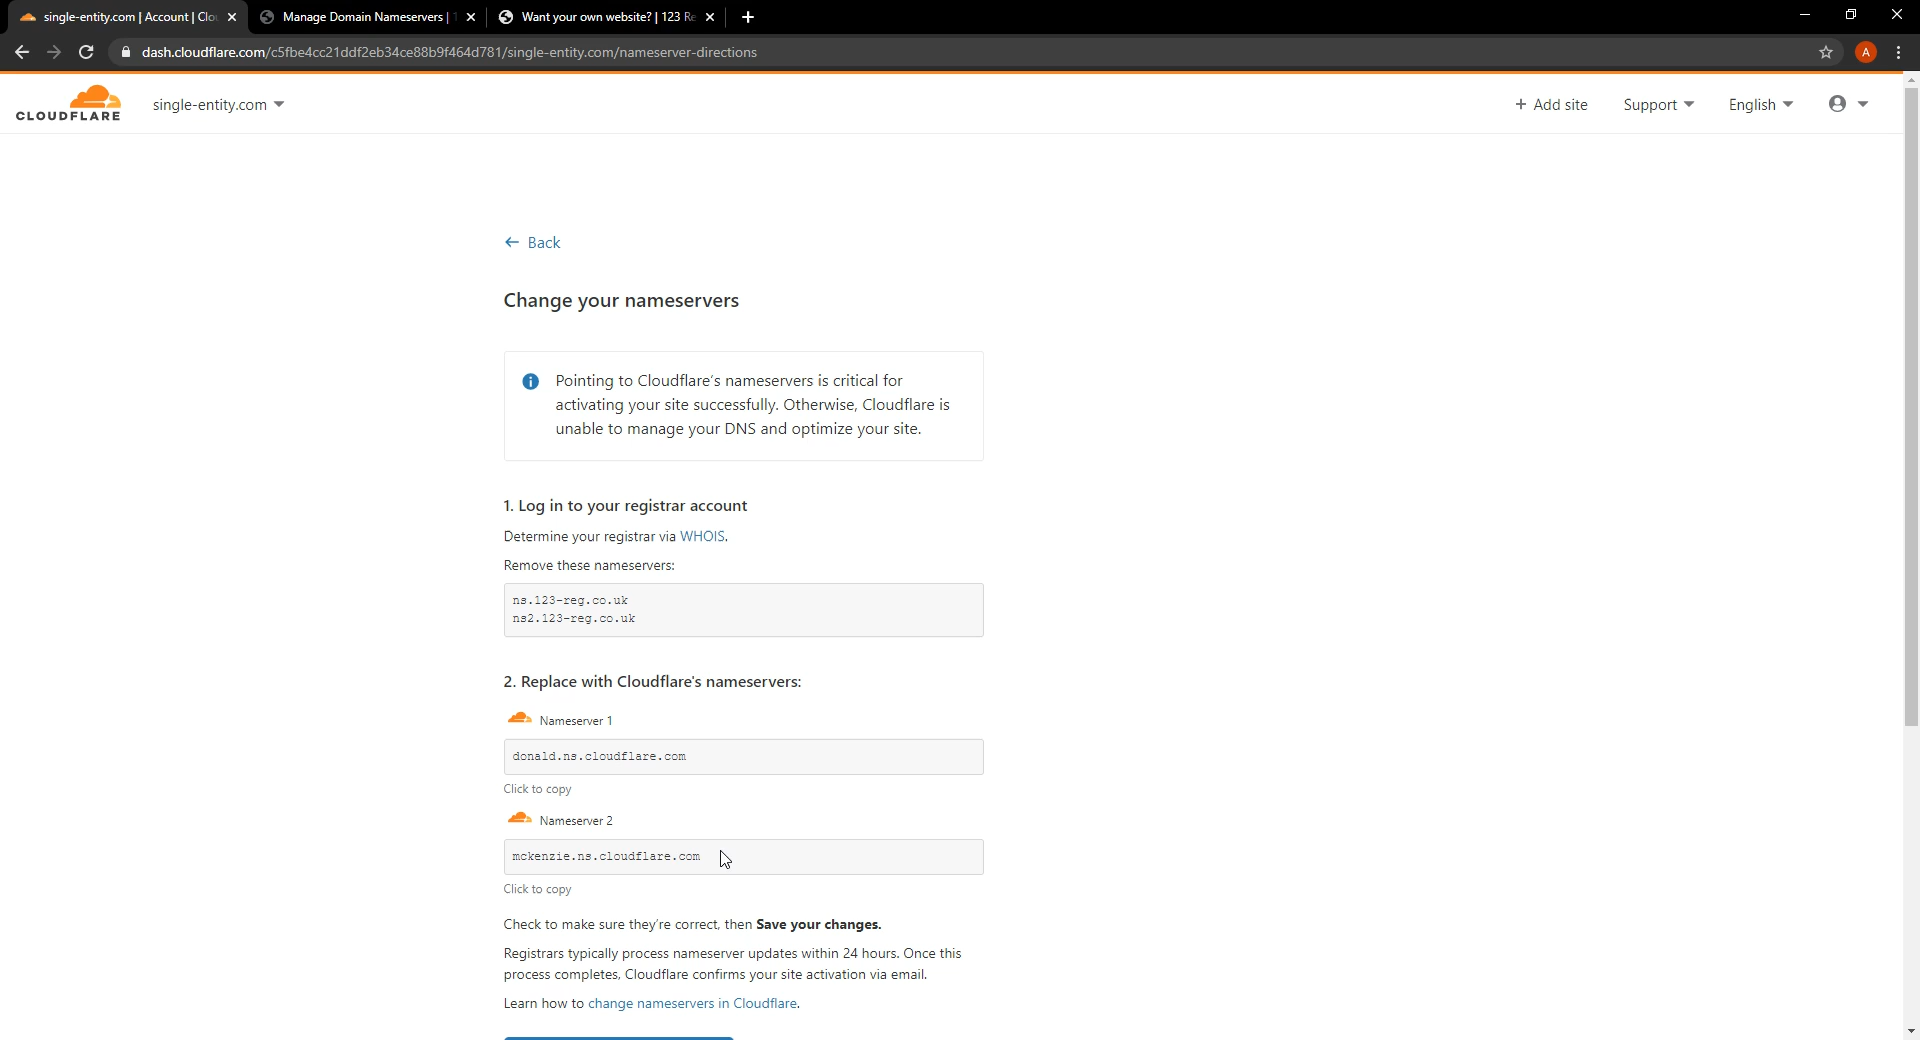 single-entity.com | Account | Clo
Manage Domain Nameservers |
Want your own website? | 123 Re
dash.cloudflare.com/c5fbe4cc21ddf2eb34ce88b9f464d781/single-entity.com/nameserver-directions
A
CLOUDFLARE
single-entity.com
+ Add site
Support
English
← Back
Change your nameservers
Pointing to Cloudflare's nameservers is critical for
activating your site successfully. Otherwise, Cloudflare is
unable to manage your DNS and optimize your site.
1. Log in to your registrar account
Determine your registrar via WHOIS.
Remove these nameservers:
ns.123-reg.co.uk
ns2.123-reg.co.uk
2. Replace with Cloudflare's nameservers:
Nameserver 1
donald.ns.cloudflare.com
Click to copy
Nameserver 2
mckenzie.ns.cloudflare.com
Click to copy
Check to make sure they're correct, then Save your changes.
Registrars typically process nameserver updates within 24 hours. Once this
process completes, Cloudflare confirms your site activation via email.
Learn how to change nameservers in Cloudflare.